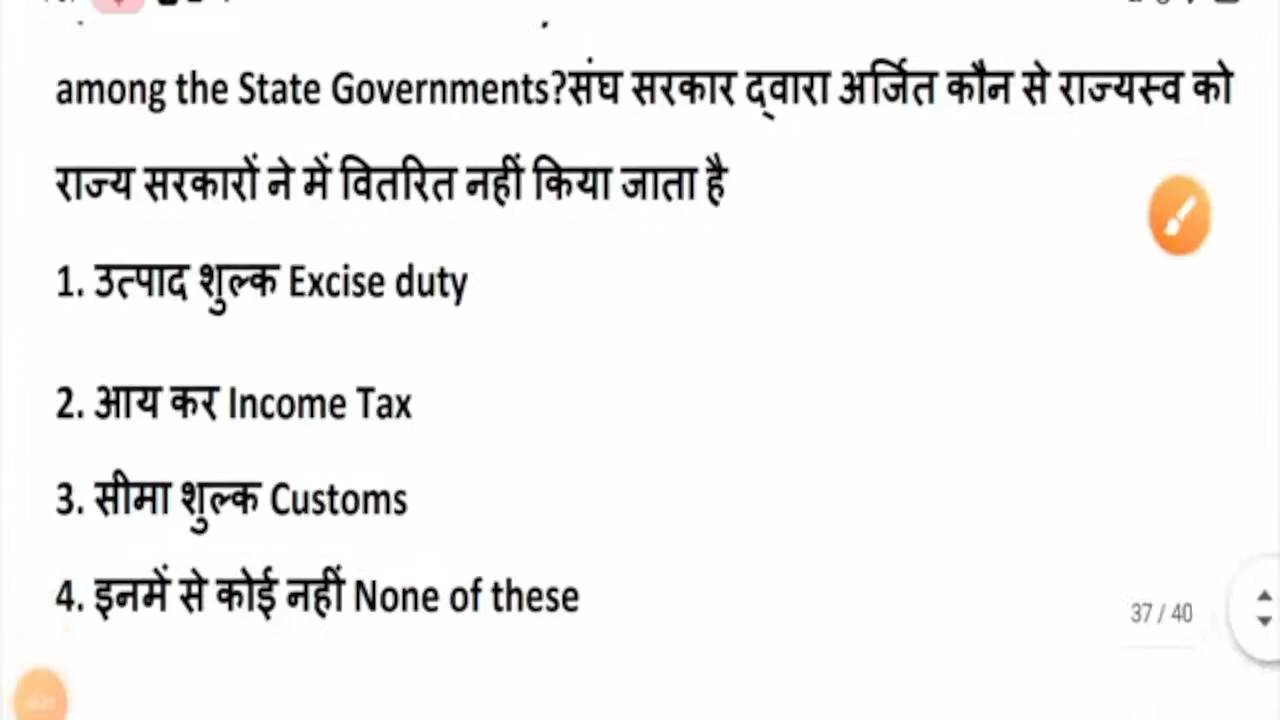 among the State Governments?संघ सरकार द्वारा अर्जित कौन से राज्यस्व को
राज्य सरकारों ने में वितरित नहीं किया जाता है
1. उत्पाद शुल्क Excise duty
2. आय कर Income Tax
3. सीमा शुल्क Customs
4. इनमें से कोई नहीं None of these
37 / 40